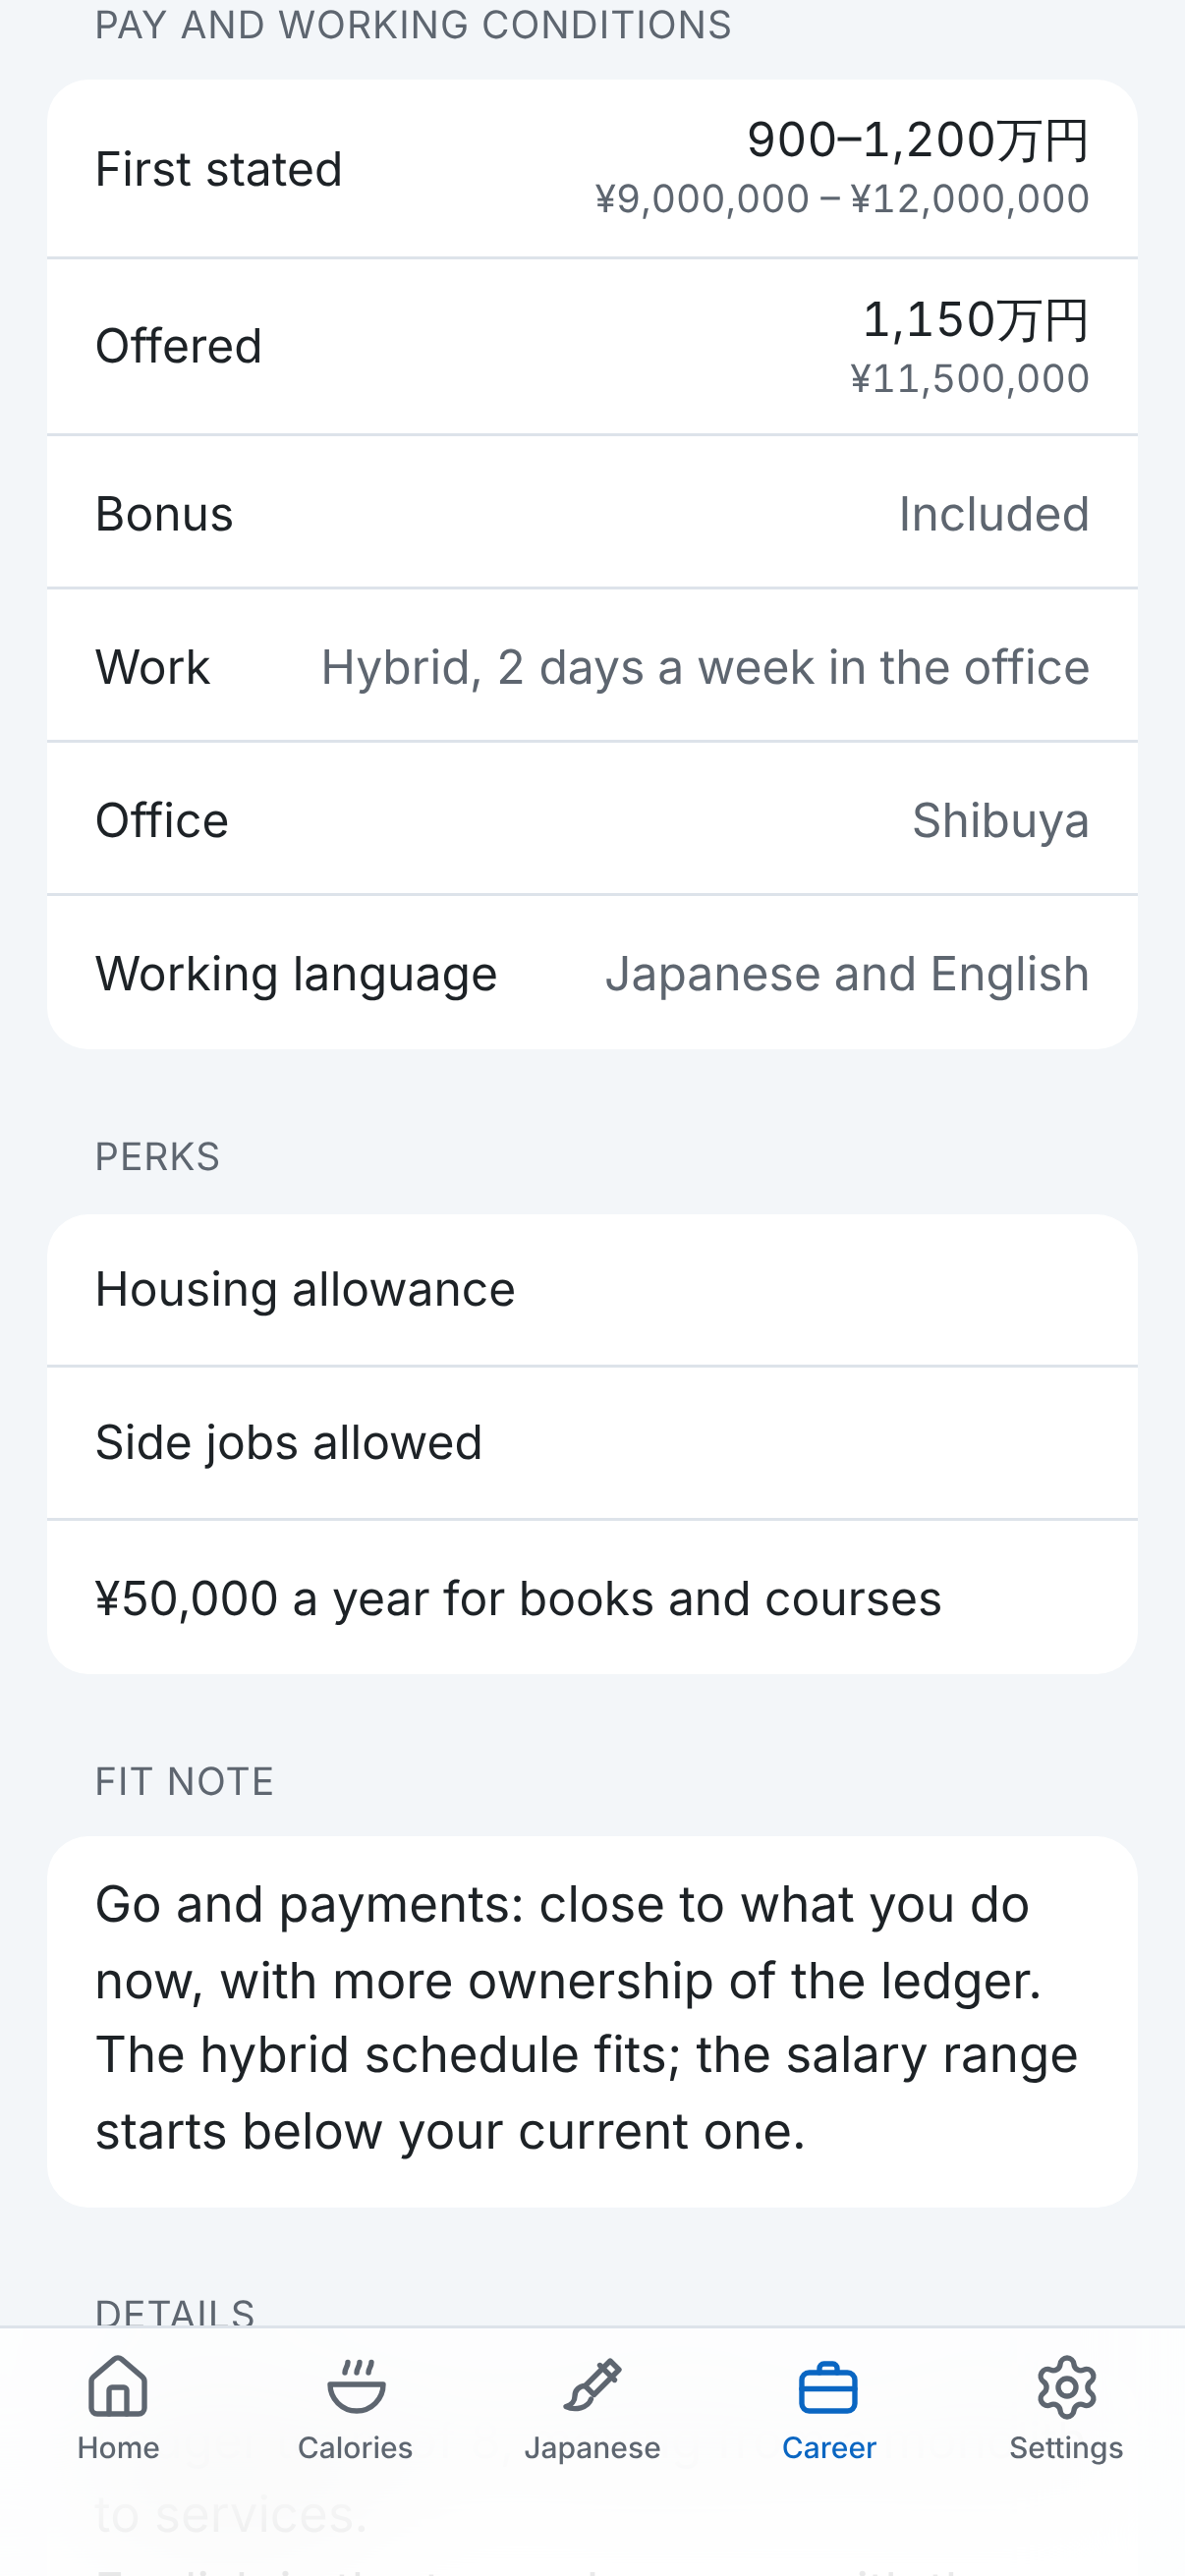 PAY AND WORKING CONDITIONS
First stated
900–1,200万円
¥9,000,000 – ¥12,000,000
Offered
1,150万円
¥11,500,000
Bonus
Included
Work
Hybrid, 2 days a week in the office
Office
Shibuya
Working language
Japanese and English
PERKS
Housing allowance
Side jobs allowed
¥50,000 a year for books and courses
FIT NOTE
Go and payments: close to what you do
now, with more ownership of the ledger.
The hybrid schedule fits; the salary range
starts below your current one.
DETAILS
Home
Calories
Japanese
Career
Settings
to services.